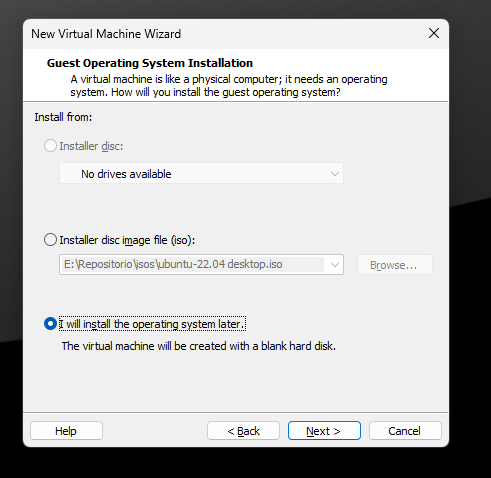 New Virtual Machine Wizard
Guest Operating System Installation
A virtual machine is like a physical computer; it needs an operating
system. How will you install the guest operating system?
Install from:
Installer disc:
No drives available
Installer disc image file (iso):
E:\Repositorio\isos\ubuntu-22.04 desktop.iso
Browse...
I will install the operating system later.
The virtual machine will be created with a blank hard disk.
Help
< Back
Next >
Cancel